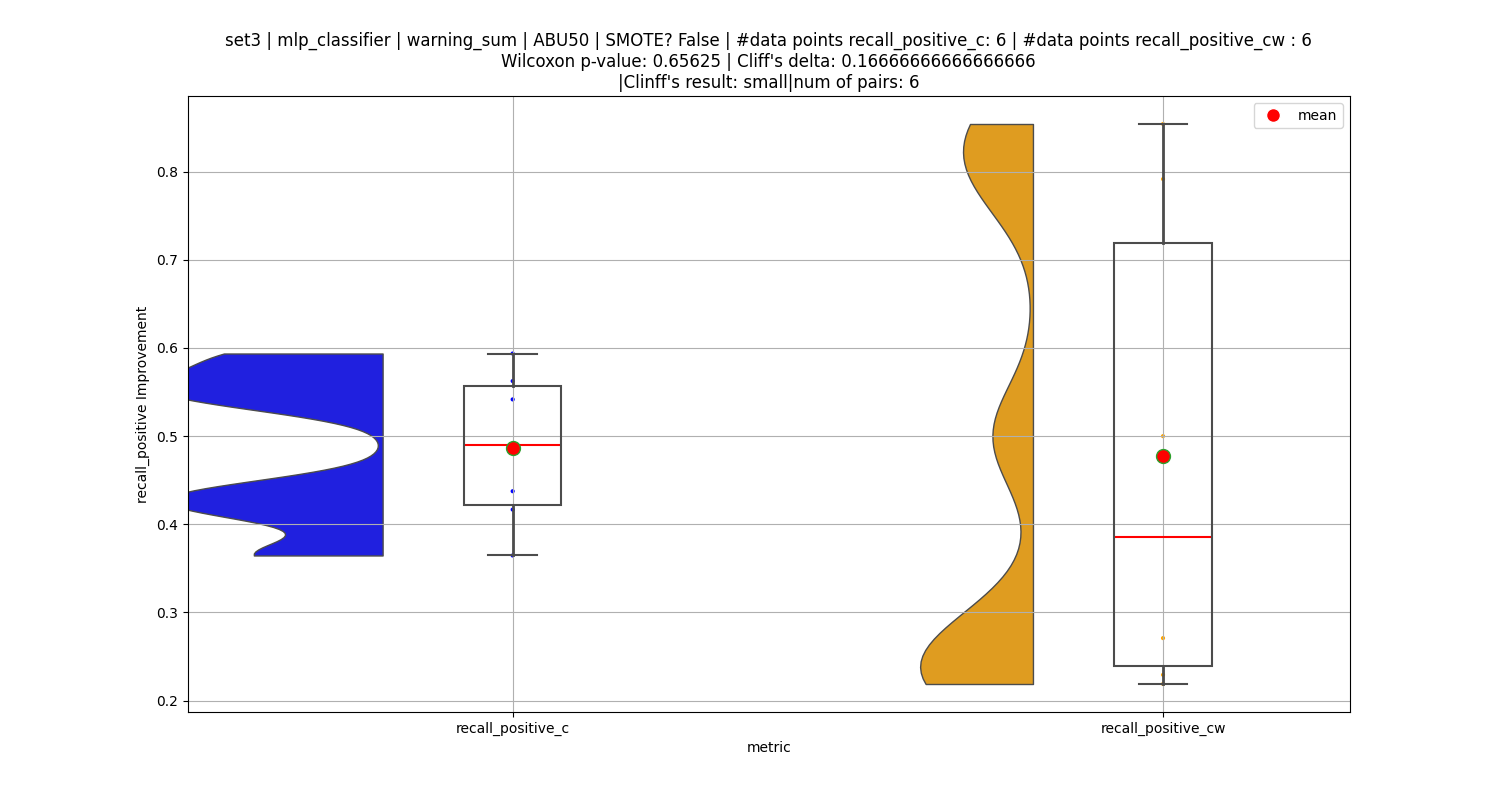 set3 | mlp_classifier | warning_sum | ABU50 | SMOTE? False | #data points recall_positive_c: 6 | #data points recall_positive_cw : 6
Wilcoxon p-value: 0.65625 | Cliff's delta: 0.16666666666666666
|Clinff's result: small|num of pairs: 6
mean
0.8
0.7
0.6
0.5
0.4
0.3
0.2
recall_positive Improvement
recall_positive_c
recall_positive_cw
metric